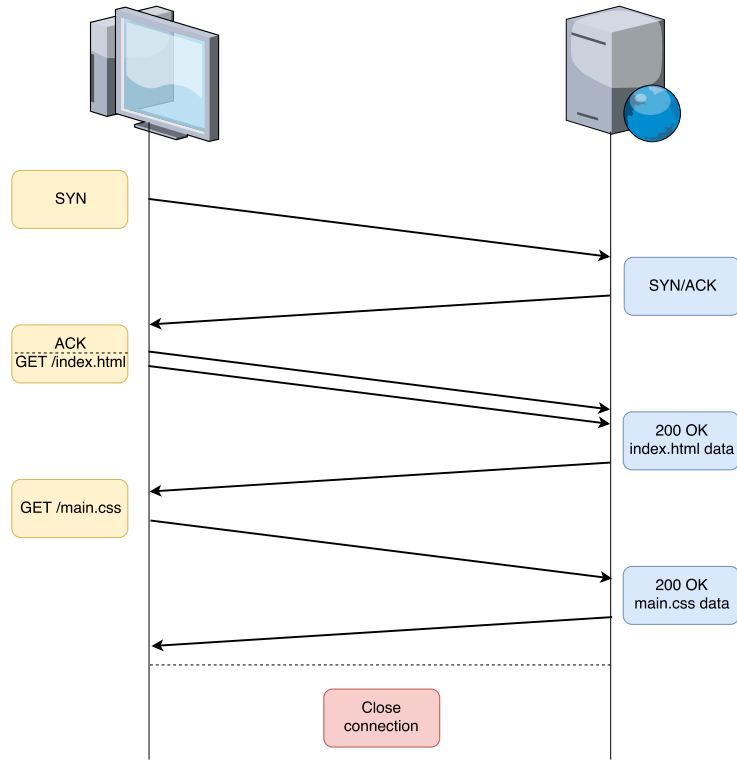 SYN
SYN/ACK
ACK
GET /index.html
200 OK
index.html data
GET /main.css
200 OK
main.css data
Close
connection